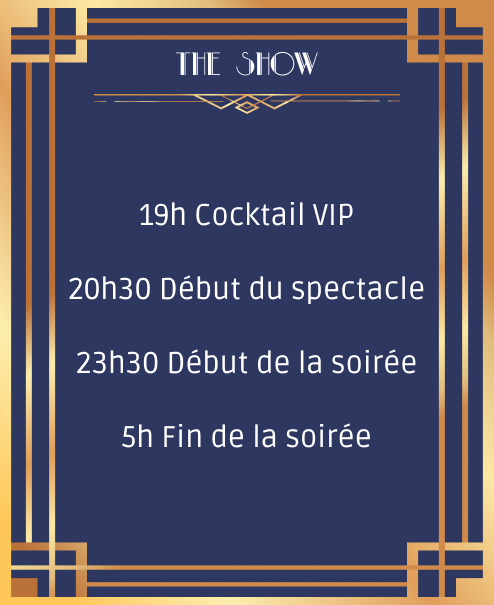 THE SHOW
19h Cocktail VIP
20h30 Début du spectacle
23h30 Début de la soirée
5h Fin de la soirée